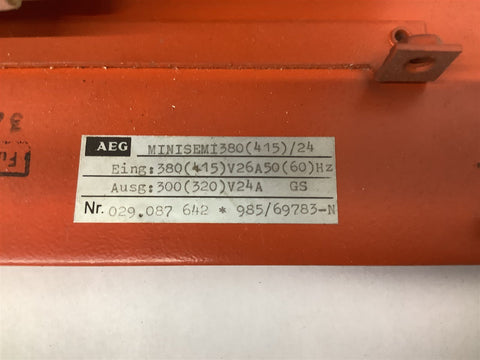 AEG MINISEMI380(415)/24
Eing:380(415)V26A50(60)Hz
Ausg:300(320)V24A GS
Nr. 029.087 642 * 985/69783-N